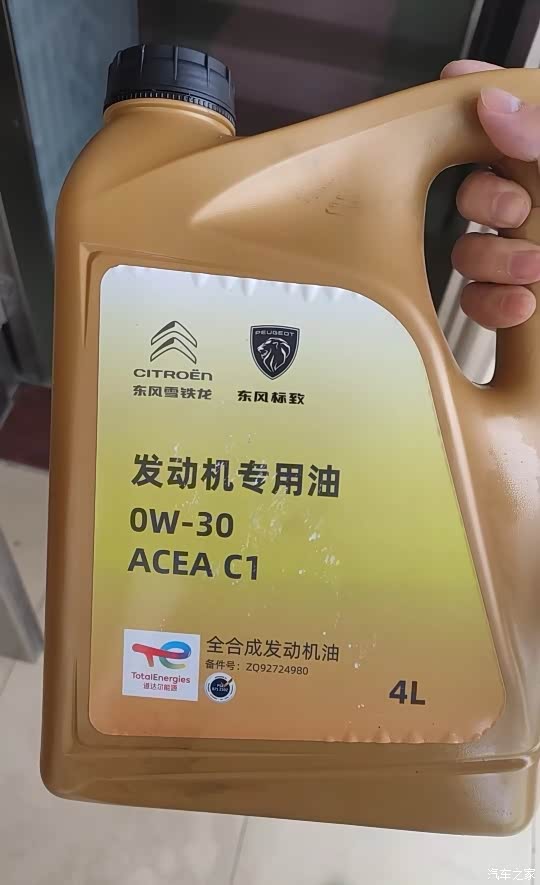 PEUGEOT
CITROËN
东风雪铁龙
东风标致
发动机专用油
0W-30
ACEA C1
全合成发动机油
备件号：ZQ92724980
TotalEnergies
道达尔能源
4L
汽车之家